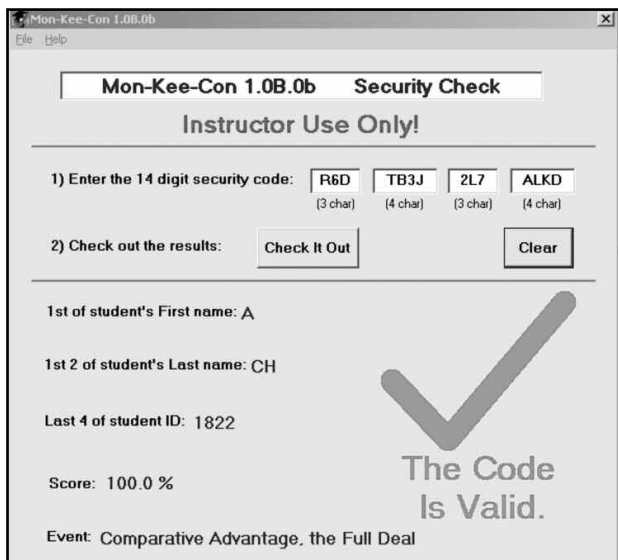 Mon-Kee-Con 1.0B.0b
File Help
Mon-Kee-Con 1.0B.0b Security Check
Instructor Use Only!
1) Enter the 14 digit security code: R6D TB3J 2L7 ALKD
(3 char) (4 char) (3 char) (4 char)
2) Check out the results: Check It Out Clear
1st of student's First name: A
1st 2 of student's Last name: CH
Last 4 of student ID: 1822
The Code
Score: 100.0 %
Is Valid.
Event: Comparative Advantage, the Full Deal